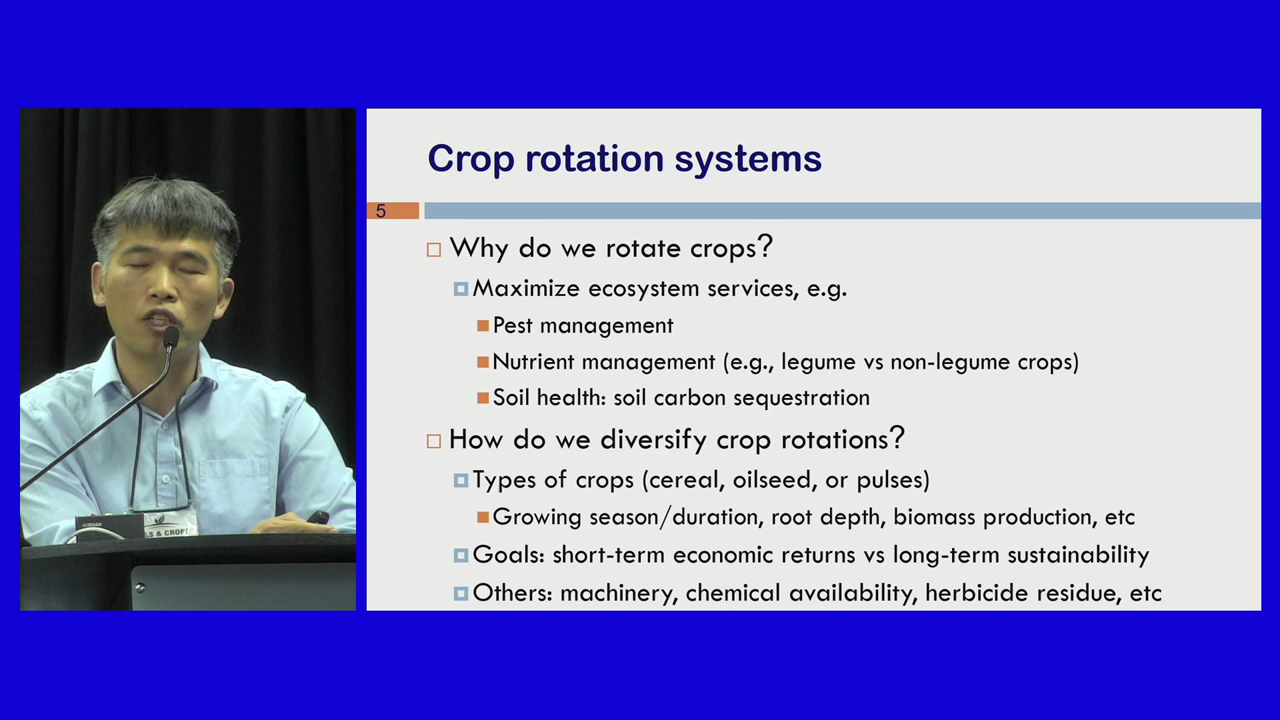 Crop rotation systems
5
Why do we rotate crops?
Maximize ecosystem services, e.g.
Pest management
Nutrient management (e.g., legume vs non-legume crops)
Soil health: soil carbon sequestration
How do we diversify crop rotations?
Types of crops (cereal, oilseed, or pulses)
Growing season/duration, root depth, biomass production, etc
Goals: short-term economic returns vs long-term sustainability
Others: machinery, chemical availability, herbicide residue, etc
LS & CROPS